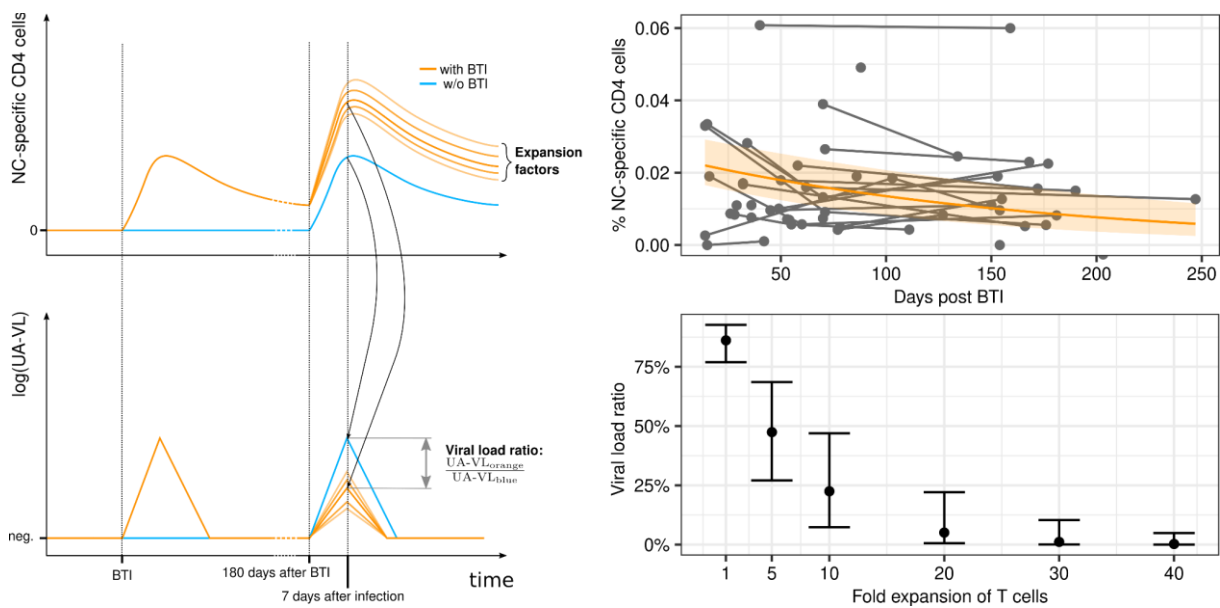 NC-specific CD4 cells
with BTI
w/o BTI
Expansion
factors
0
log(UA-VL)
Viral load ratio:
UA-VLorange
UA-VLblue
neg.
BTI
180 days after BTI
time
7 days after infection
% NC-specific CD4 cells
0.06
0.04
0.02
0.00
50
100
150
200
250
Days post BTI
Viral load ratio
75%
50%
25%
0%
1
5
10
20
30
40
Fold expansion of T cells